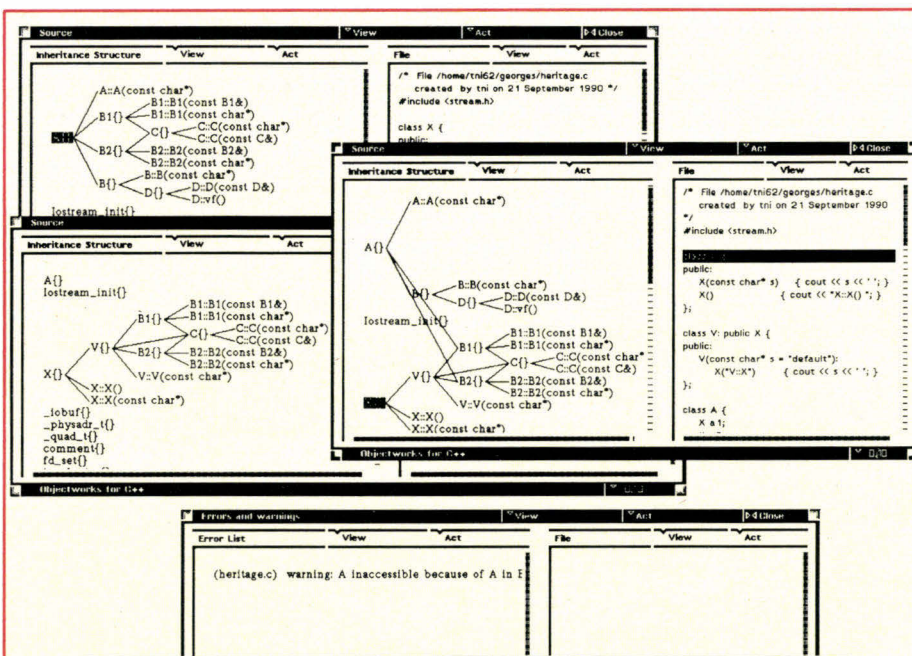 Source View Act Close
Inheritance Structure View Act File
A::A(const char*)
B1::B1(const B1&)
B1{} B1::B1(const char*)
C{} C::C(const char*)
C::C(const C&)
B2{} B2::B2(const B2&)
B2::B2(const char*)
B::B(const char*)
B{} D{} D::D(const D&)
D::vf()
Iostream_init{}
/* File /home/tni62/georges/heritage.c
created by tni on 21 September 1990 */
#include <stream.h>
class X {
public:
Source
Inheritance Structure View Act
A{}
Iostream_init{}
B1::B1(const B1&)
B1{} B1::B1(const char*)
C{} C::C(const char*)
C::C(const C&)
V{} B2{} B2::B2(const B2&)
B2::B2(const char*)
X{} V::V(const char*)
X::X()
X::X(const char*)
_iobuf{}
_physadr_t{}
_quad_t{}
comment{}
fd_set{}
Objectworks for C++
Source View Act Close
Inheritance Structure View Act File View Act
A::A(const char*)
A{}
B::B(const char*)
B{} D{} D::D(const D&)
D::vf()
Iostream_init{}
B1::B1(const B1&)
B1{} B1::B1(const char*)
C{} C::C(const char*
C::C(const C&)
V{} B2{} B2::B2(const B2&)
B2::B2(const char*)
V::V(const char*)
X::X()
X::X(const char*)
/* File /home/tni62/georges/heritage.c
created by tni on 21 September 1990
*/
#include <stream.h>
public:
X(const char* s) { cout << s << ' '; }
X() { cout << "X::X() "; }
};
class V: public X {
public:
V(const char* s = "default"):
X("V::X") { cout << s << ' '; }
};
class A {
X a1;
Objectworks for C++
Errors and warnings View Act Close
Error List View Act File View Act
(heritage.c) warning: A inaccessible because of A in